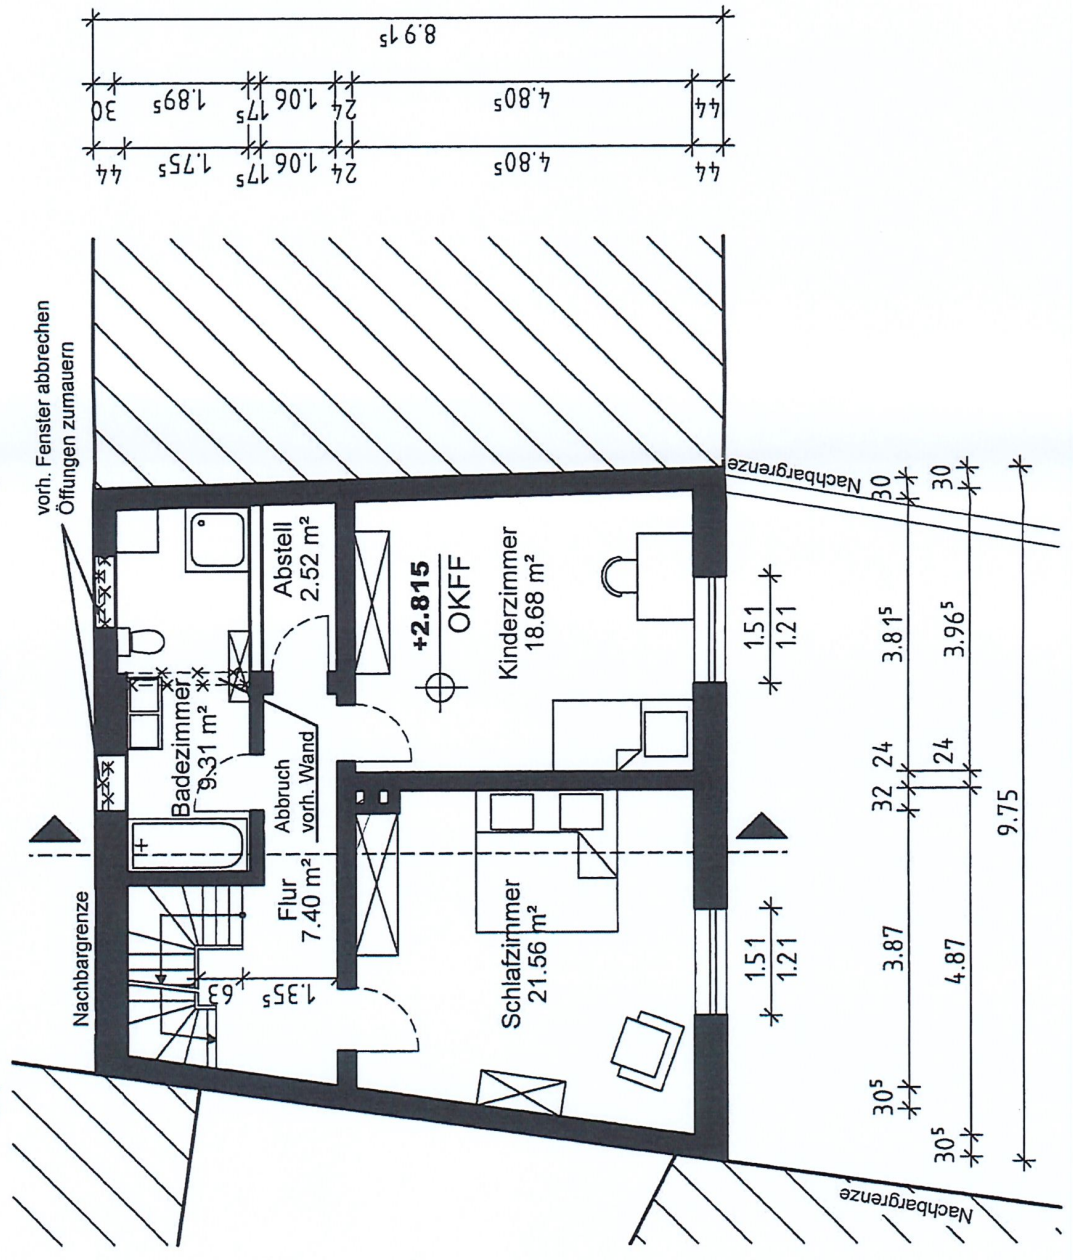 8.91⁵
30
1.89⁵
17⁵
1.06
24
4.80⁵
44
44
1.75⁵
17⁵
1.06
24
4.80⁵
44
vorh. Fenster abbrechen
Öffungen zumauern
Nachbargrenze
Badezimmer
9.31 m²
Abstell
2.52 m²
Abbruch
vorh. Wand
Flur
7.40 m²
63
1.35⁵
+2.815
OKFF
Kinderzimmer
18.68 m²
Schlafzimmer
21.56 m²
Nachbargrenze
1.51
1.21
1.51
1.21
30⁵
3.87
32
24
3.81⁵
30
30⁵
4.87
24
3.96⁵
30
9.75
Nachbargrenze